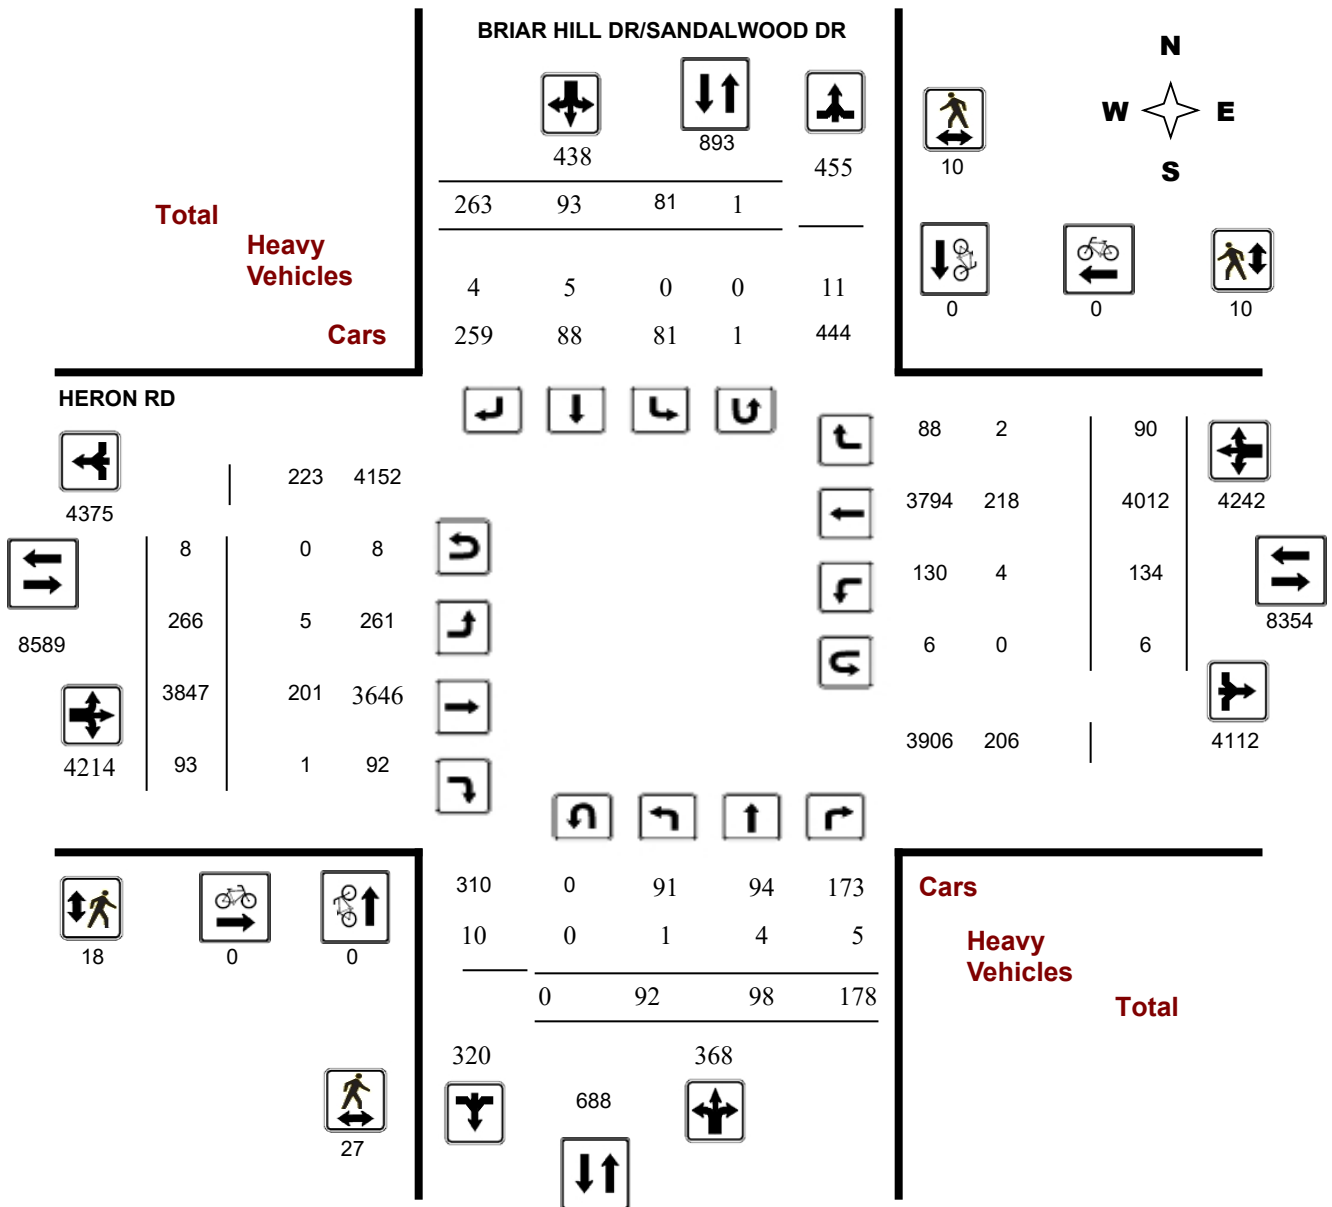 BRIAR HILL DR/SANDALWOOD DR
N
W E
S
438 893 455 10
Total 263 93 81 1
Heavy
Vehicles
4 5 0 0 11
0 0 10
Cars 259 88 81 1 444
HERON RD
88 2 90
223 4152
4375
3794 218 4012 4242
8 0 8
130 4 134
266 5 261
8589
8354
6 0 6
3847 201 3646
3906 206 4112
4214 93 1 92
310 0 91 94 173 Cars
10 0 1 4 5 Heavy
Vehicles
18 0 0
0 92 98 178 Total
320 368
688
27